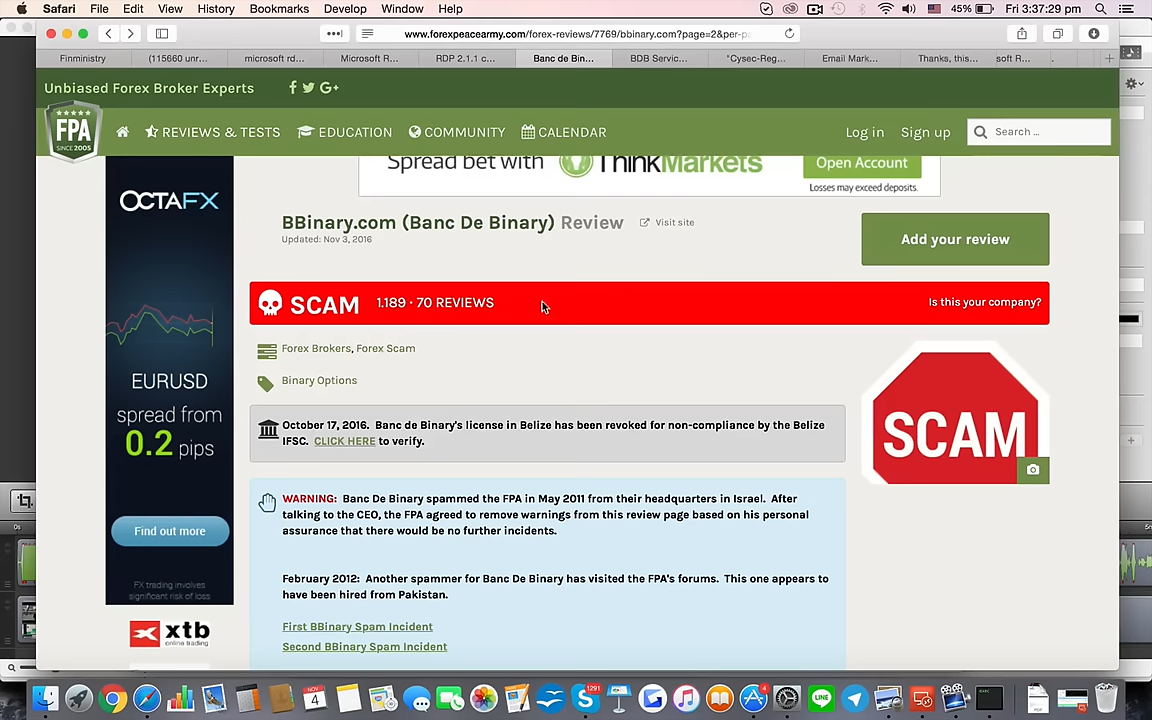 Safari File Edit View History Bookmarks Develop Window Help 45% Fri 3:37:29 pm
www.forexpeacearmy.com/forex-reviews/7769/bbinary.com?page=2&per-p
Finministry (115660 unr... microsoft rd... Microsoft R... RDP 2.1.1 c... Banc de Bin... BDB Servic... "Cysec-Reg... Email Mark... Thanks, this... soft R...
Unbiased Forex Broker Experts
FPA
SINCE 2005
REVIEWS & TESTS EDUCATION COMMUNITY CALENDAR Log in Sign up Search ...
Spread bet with ThinkMarkets Open Account
Losses may exceed deposits.
OCTAFX
EURUSD
spread from
0.2 pips
Find out more
FX trading involves
significant risk of loss
xtb
online trading
BBinary.com (Banc De Binary) Review Visit site
Updated: Nov 3, 2016
Add your review
SCAM 1.189 · 70 REVIEWS Is this your company?
Forex Brokers, Forex Scam
Binary Options
SCAM
October 17, 2016. Banc de Binary's license in Belize has been revoked for non-compliance by the Belize
IFSC. CLICK HERE to verify.
WARNING: Banc De Binary spammed the FPA in May 2011 from their headquarters in Israel. After
talking to the CEO, the FPA agreed to remove warnings from this review page based on his personal
assurance that there would be no further incidents.
February 2012: Another spammer for Banc De Binary has visited the FPA's forums. This one appears to
have been hired from Pakistan.
First BBinary Spam Incident
Second BBinary Spam Incident
NOV
4
1291
4
LINE